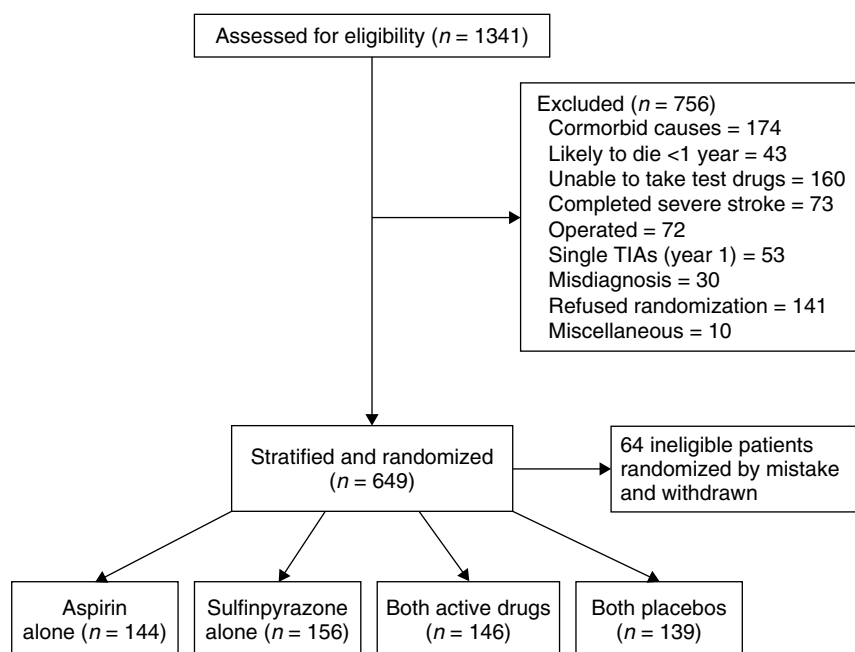 Assessed for eligibility (n = 1341)
Excluded (n = 756)
Cormorbid causes = 174
Likely to die <1 year = 43
Unable to take test drugs = 160
Completed severe stroke = 73
Operated = 72
Single TIAs (year 1) = 53
Misdiagnosis = 30
Refused randomization = 141
Miscellaneous = 10
Stratified and randomized
(n = 649)
64 ineligible patients
randomized by mistake
and withdrawn
Aspirin
alone (n = 144)
Sulfinpyrazone
alone (n = 156)
Both active drugs
(n = 146)
Both placebos
(n = 139)